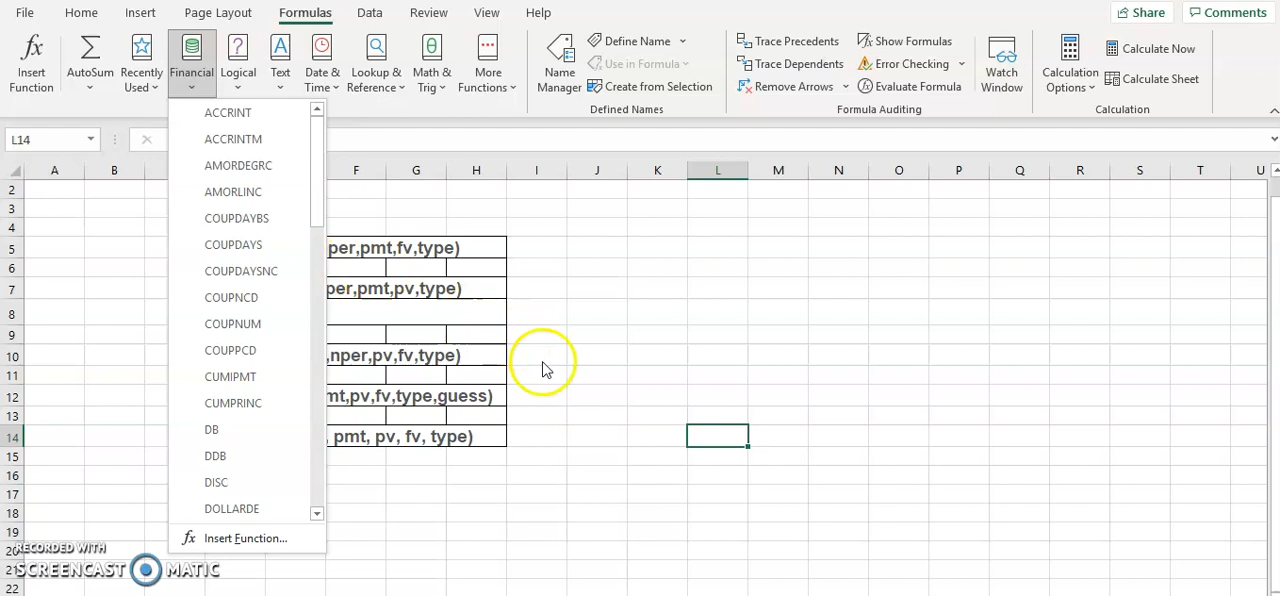 File Home Insert Page Layout Formulas Data Review View Help Share Comments
fx Insert Function
AutoSum
Recently Used
Financial
Logical
Text
Date & Time
Lookup & Reference
Math & Trig
More Functions
Name Manager
Define Name
Use in Formula
Create from Selection
Defined Names
Trace Precedents
Trace Dependents
Remove Arrows
Show Formulas
Error Checking
Evaluate Formula
Formula Auditing
Watch Window
Calculation Options
Calculate Now
Calculate Sheet
Calculation
L14
A B F G H I J K L M N O P Q R S T U
2
3
4
5 per,pmt,fv,type)
6
7 per,pmt,pv,type)
8
9
10 ,nper,pv,fv,type)
11
12 mt,pv,fv,type,guess)
13
14 , pmt, pv, fv, type)
15
16
17
18
19
20
21
22
ACCRINT
ACCRINTM
AMORDEGRC
AMORLINC
COUPDAYBS
COUPDAYS
COUPDAYSNC
COUPNCD
COUPNUM
COUPPCD
CUMIPMT
CUMPRINC
DB
DDB
DISC
DOLLARDE
fx Insert Function...
RECORDED WITH
SCREENCAST MATIC